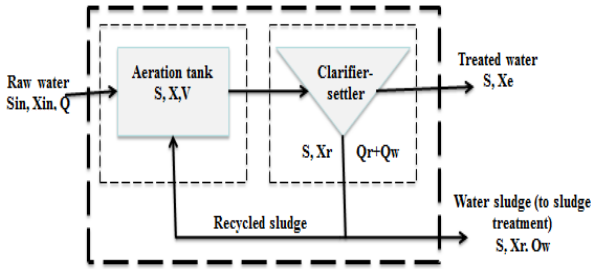 Raw water
Sin, Xin, Q
Aeration tank
S, X,V
Clarifier-
settler
Treated water
S, Xe
S, Xr
Qr+Qw
Recycled sludge
Water sludge (to sludge
treatment)
S, Xr. Ow